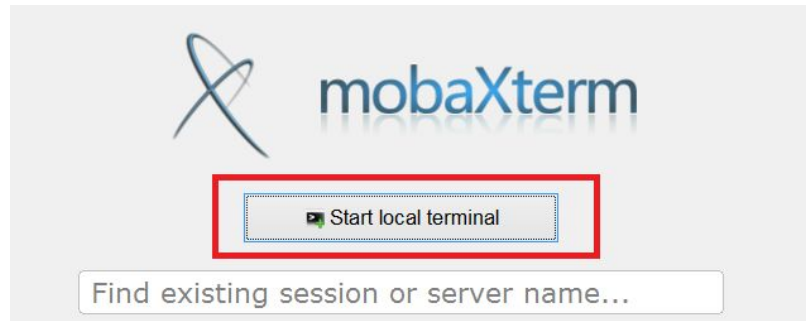 mobaXterm
Start local terminal
Find existing session or server name...